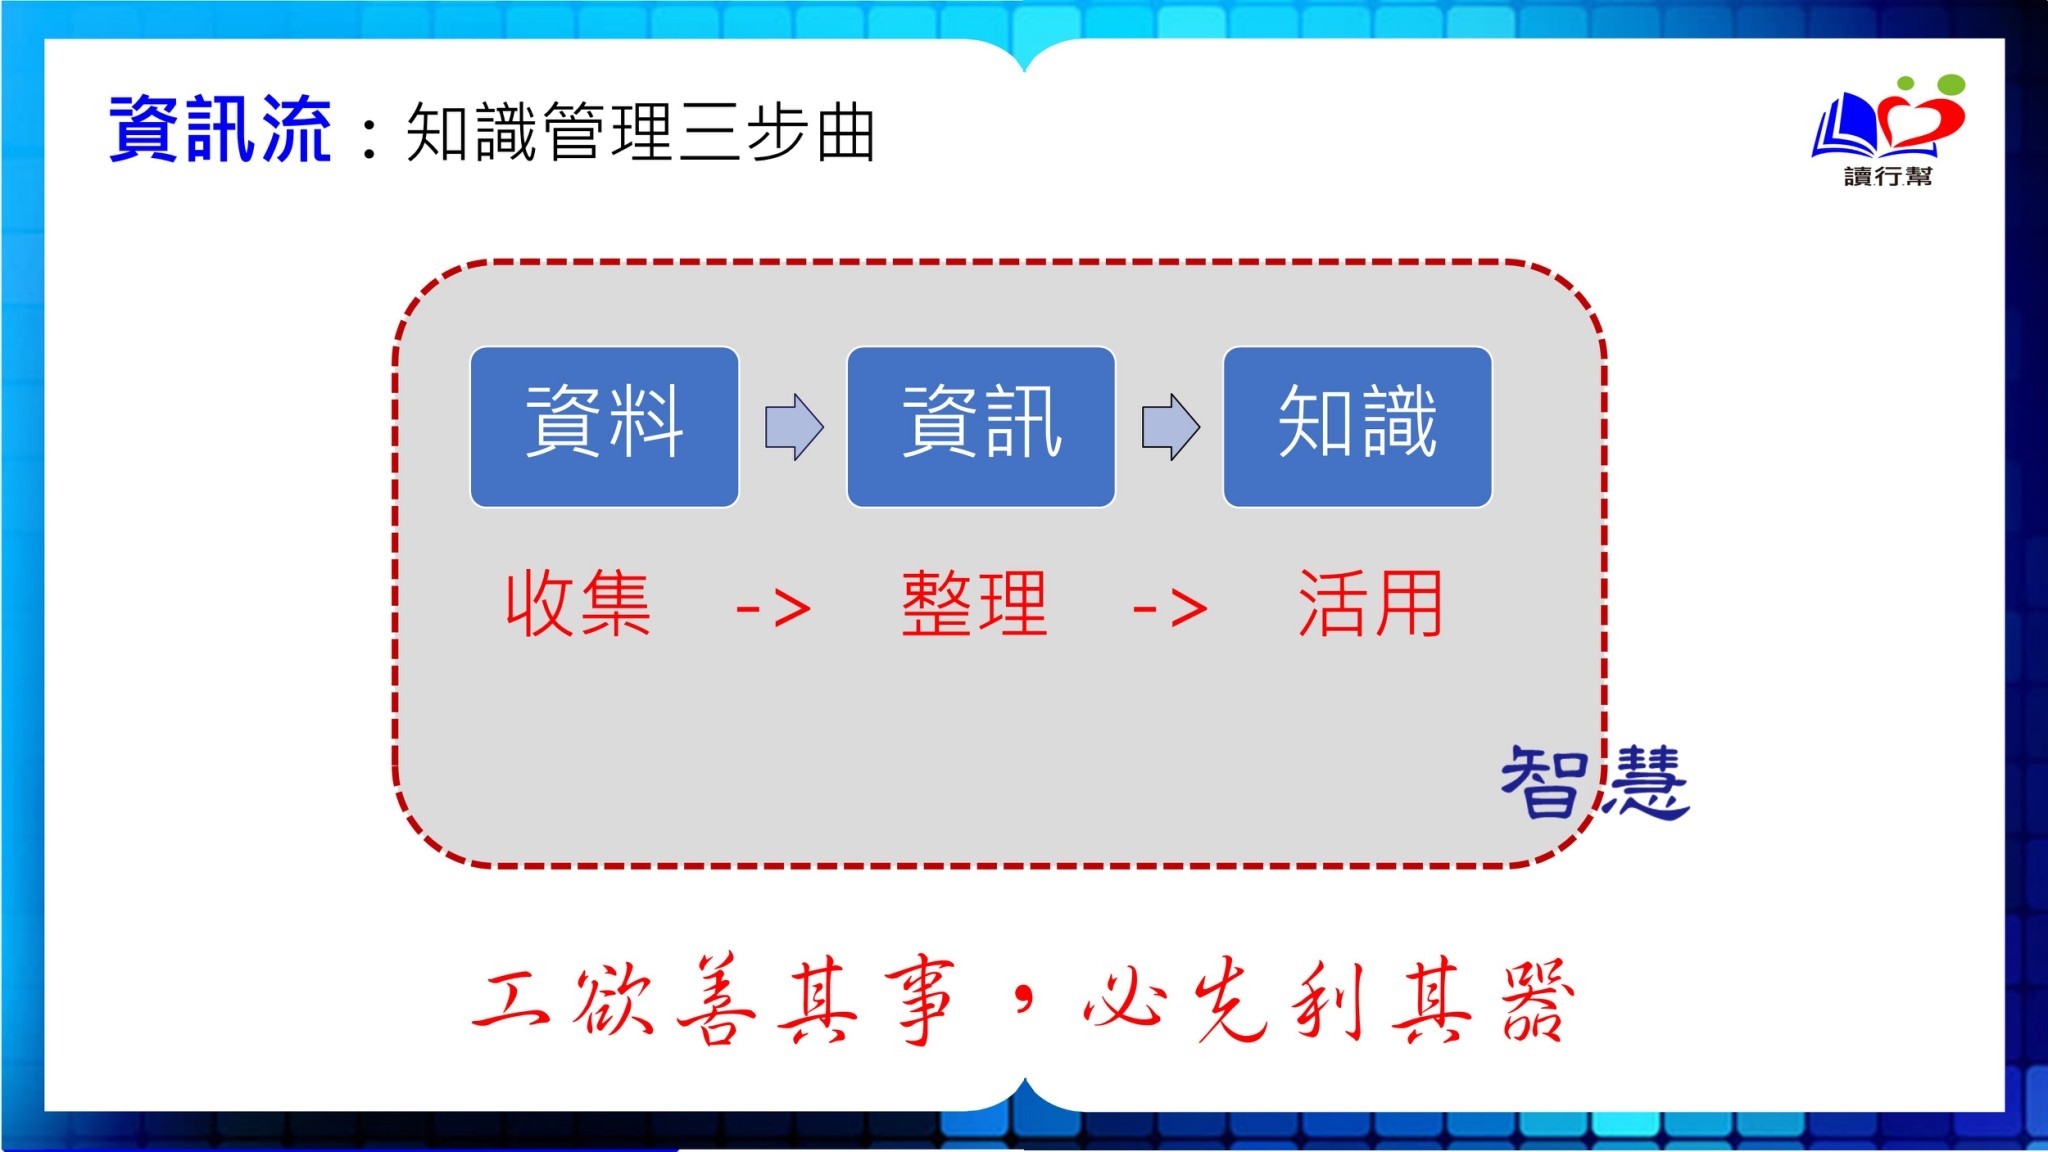 資訊流：知識管理三步曲
讀行幫
資料 資訊 知識
收集 -> 整理 -> 活用
智慧
工欲善其事，必先利其器